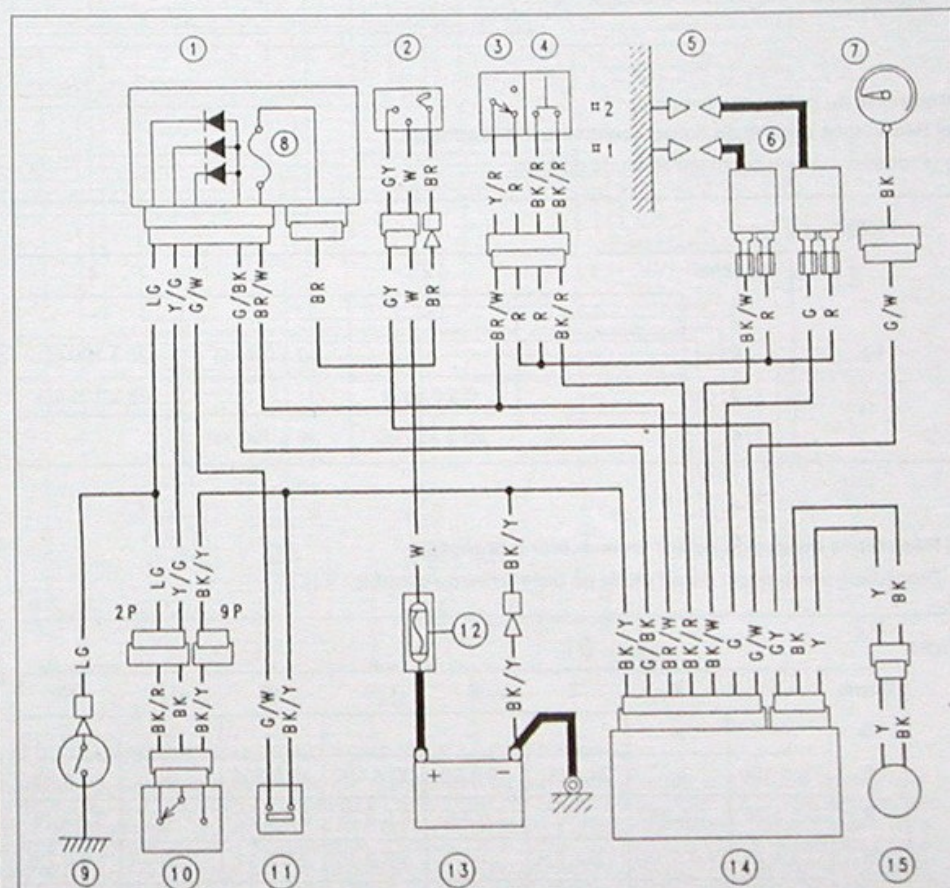 1 2 3 4 5 6 7
8
¤ 2
¤ 1
GY W BR
Y/R R BK/R BK/R
BK
LG Y/G G/W G/BK BR/W BR
GY W BR
BR/W R R BK/R
BK/W R G R
G/W
LG
LG Y/G BK/Y
2P 9P
BK/R BK BK/Y
G/W BK/Y
W
12
BK/Y
BK/Y
BK/Y G/BK BR/W BK/R BK/W G G/W GY BK Y
Y BK
Y BK
+ −
9 10 11 13 14 15